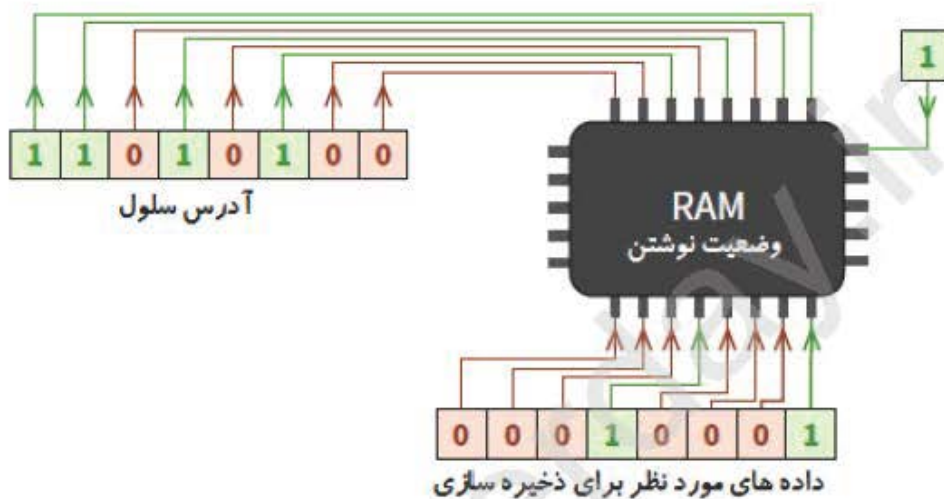 1
1 1 0 1 0 1 0 0
آدرس سلول
RAM
وضعیت نوشتن
0 0 0 1 0 0 0 1
داده های مورد نظر برای ذخیره سازی